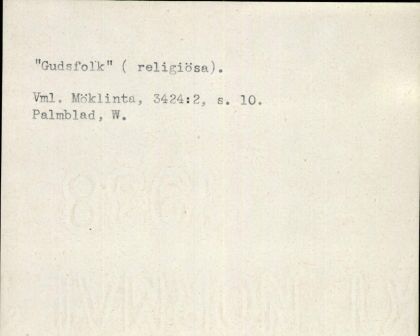 "Gudsfolk" ( religiösa).
Vml. Möklinta, 3424:2, s. 10.
Palmblad, W.